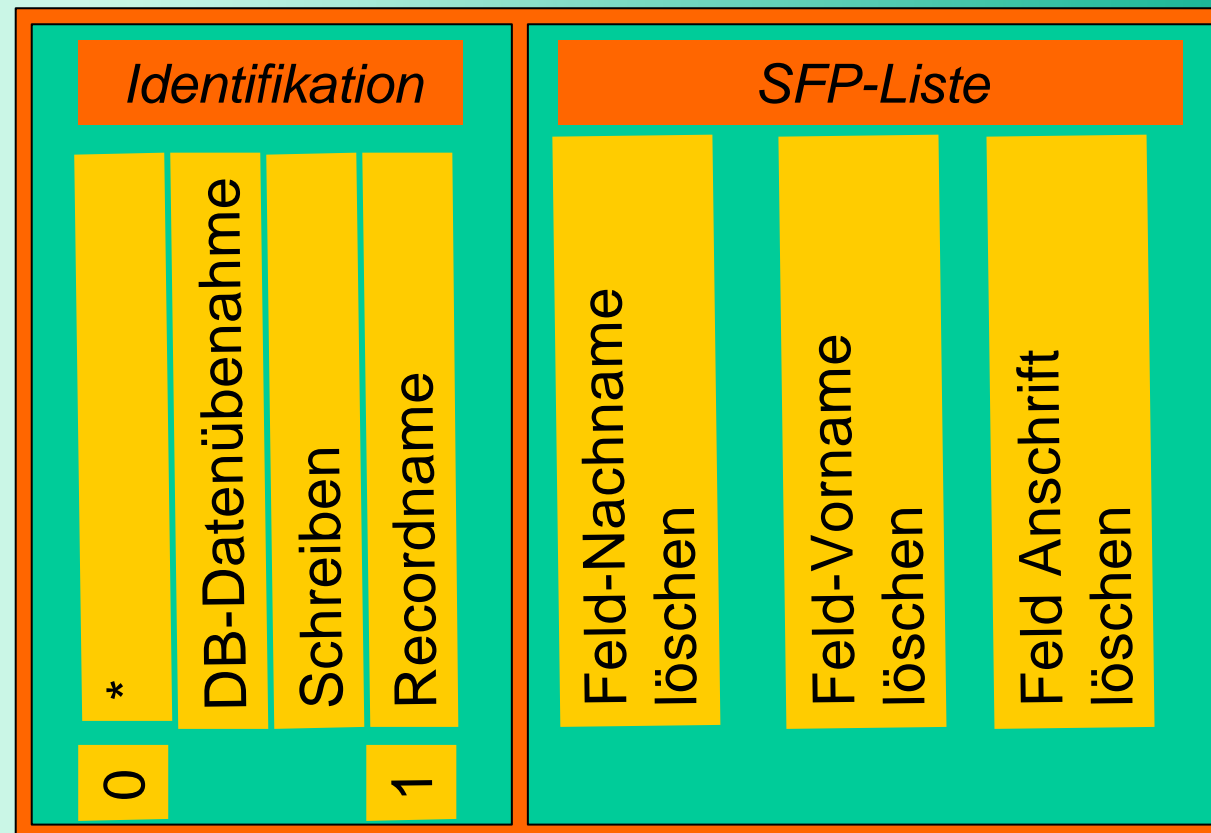 Identifikation
SFP-Liste
*
DB-Datenübenahme
Schreiben
Recordname
0
1
Feld-Nachname
löschen
Feld-Vorname
löschen
Feld Anschrift
löschen